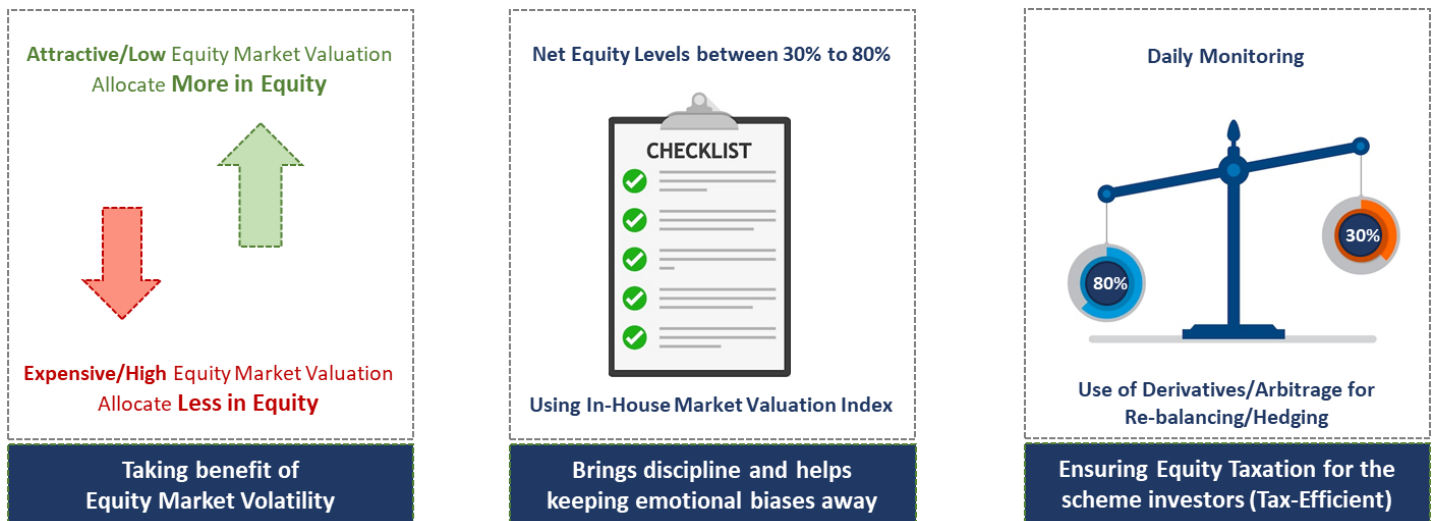 Attractive/Low Equity Market Valuation
Allocate More in Equity
Expensive/High Equity Market Valuation
Allocate Less in Equity
Taking benefit of
Equity Market Volatility
Net Equity Levels between 30% to 80%
CHECKLIST
Using In-House Market Valuation Index
Brings discipline and helps
keeping emotional biases away
Daily Monitoring
30%
80%
Use of Derivatives/Arbitrage for
Re-balancing/Hedging
Ensuring Equity Taxation for the
scheme investors (Tax-Efficient)